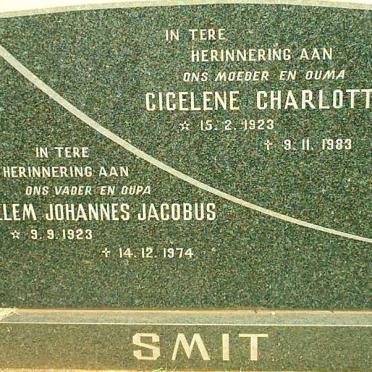 IN TERE
HERINNERING AAN
ONS MOEDER EN OUMA
CICELENE CHARLOTT
☆ 15.2.1923
✝ 9.11.1983
IN TERE
HERINNERING AAN
ONS VADER EN OUPA
LLEM JOHANNES JACOBUS
☆ 9.9.1923
✝ 14.12.1974
SMIT